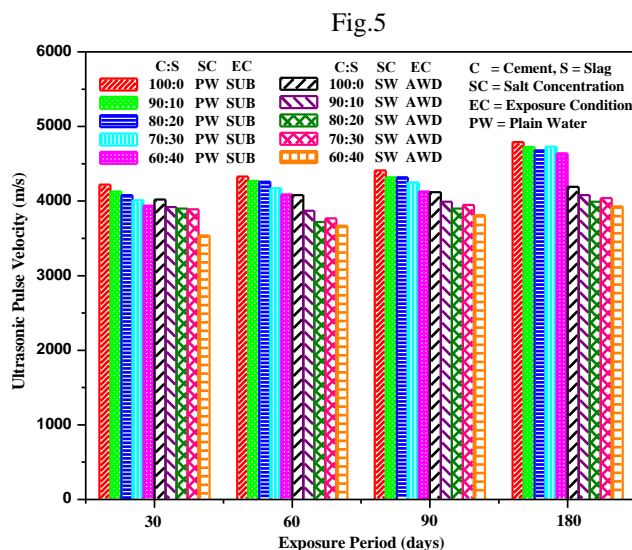 Fig.5
6000
5000
4000
3000
2000
1000
0
Ultrasonic Pulse Velocity (m/s)
C:S SC EC
100:0 PW SUB
90:10 PW SUB
80:20 PW SUB
70:30 PW SUB
60:40 PW SUB
C:S SC EC
100:0 SW AWD
90:10 SW AWD
80:20 SW AWD
70:30 SW AWD
60:40 SW AWD
C = Cement, S = Slag
SC = Salt Concentration
EC = Exposure Condition
PW = Plain Water
30 60 90 180
Exposure Period (days)